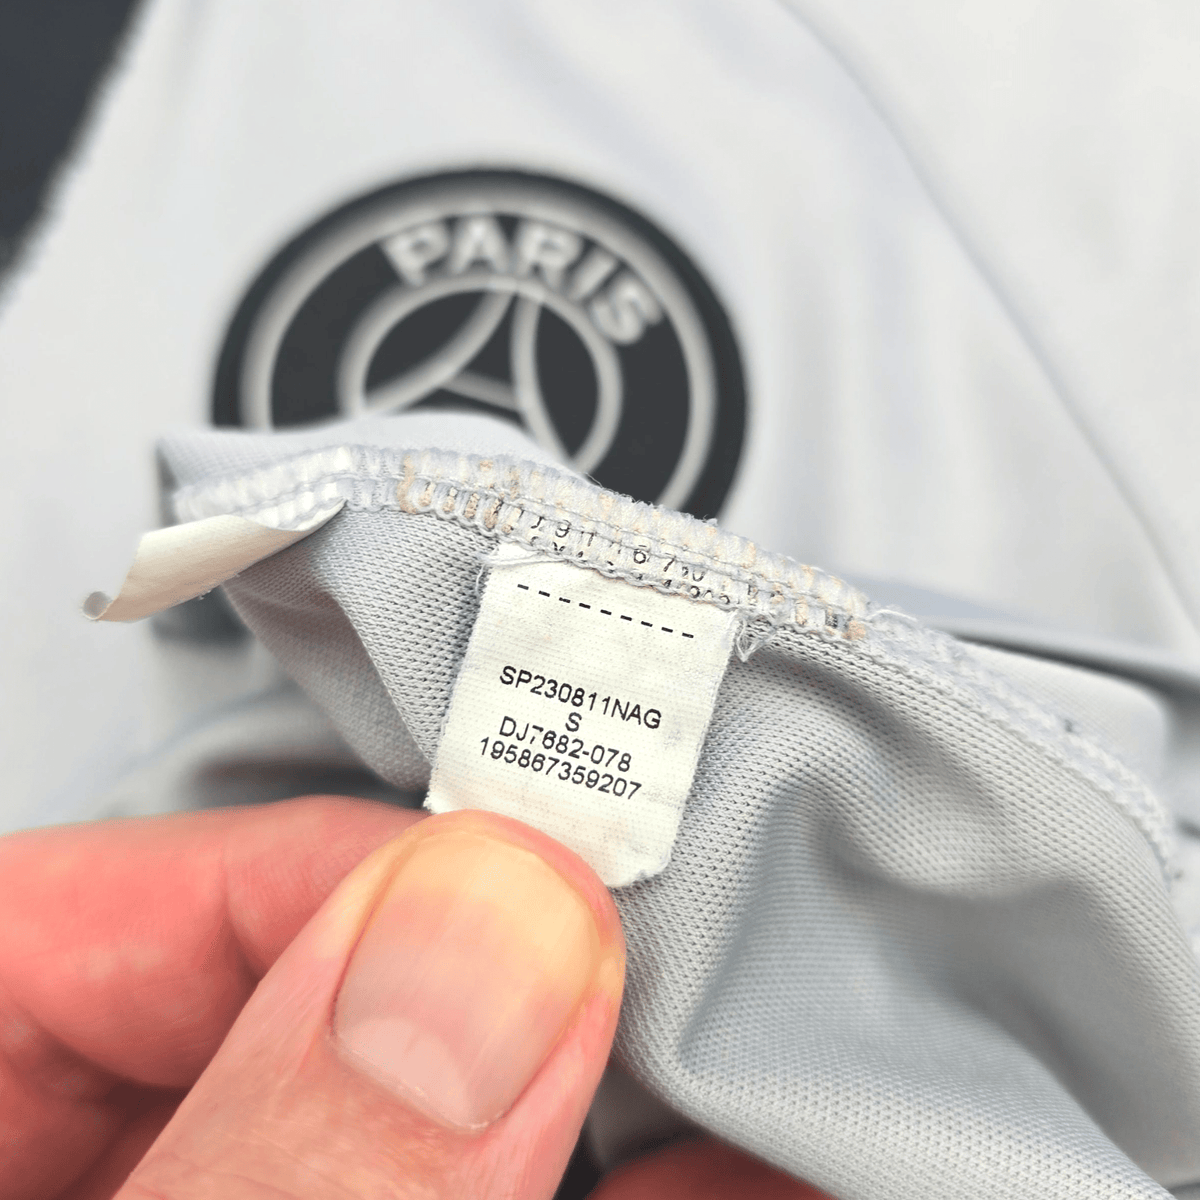 PARIS
SP230811NAG
S
DJ7682-078
195867359207